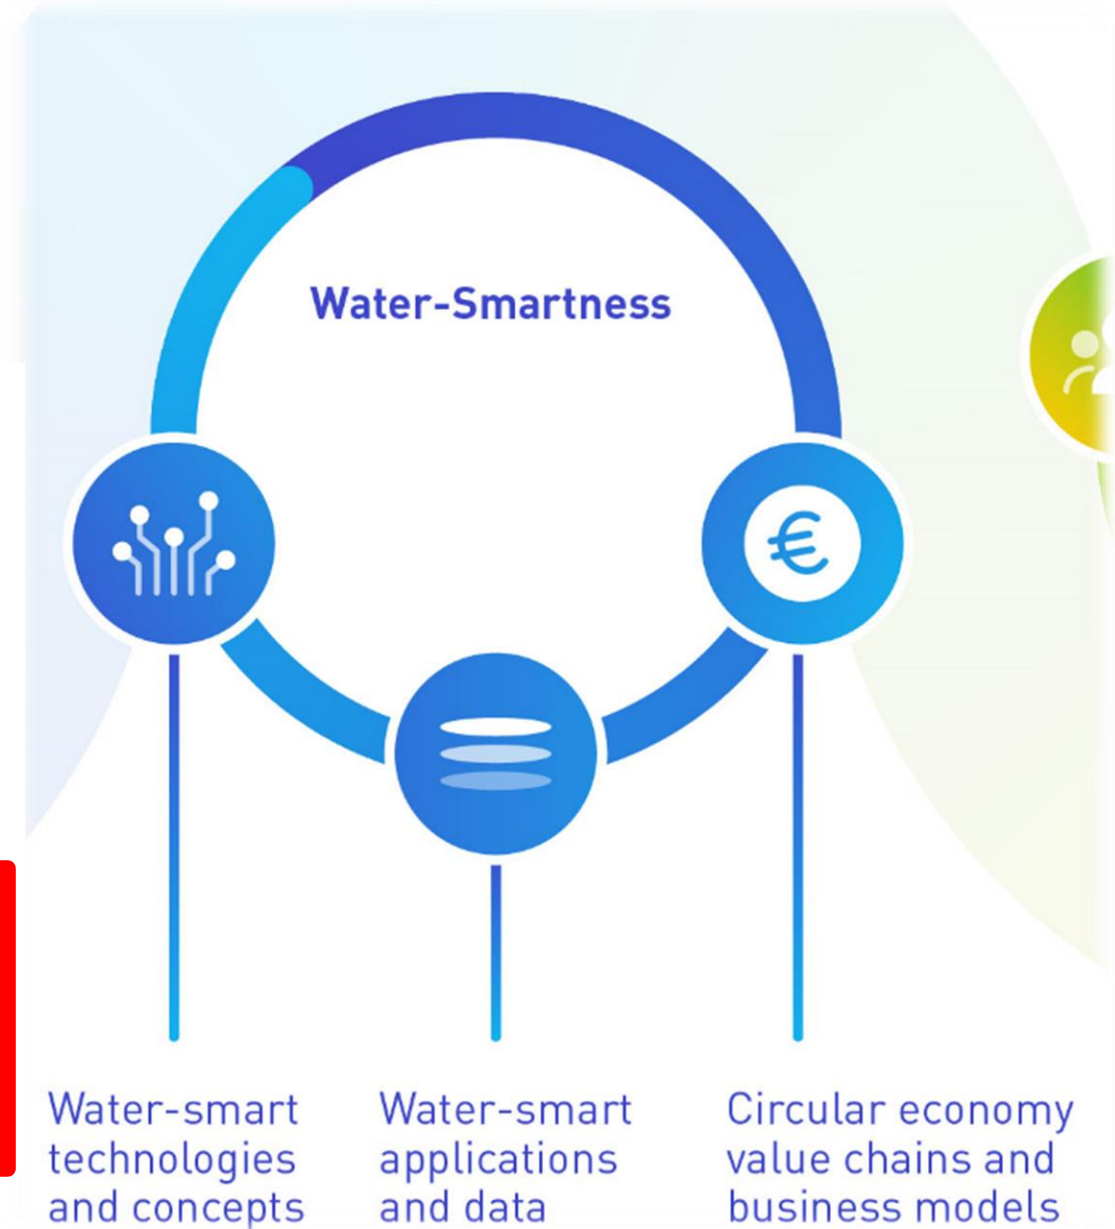 Water-Smartness
€
Water-smart
technologies
and concepts
Water-smart
applications
and data
Circular economy
value chains and
business models